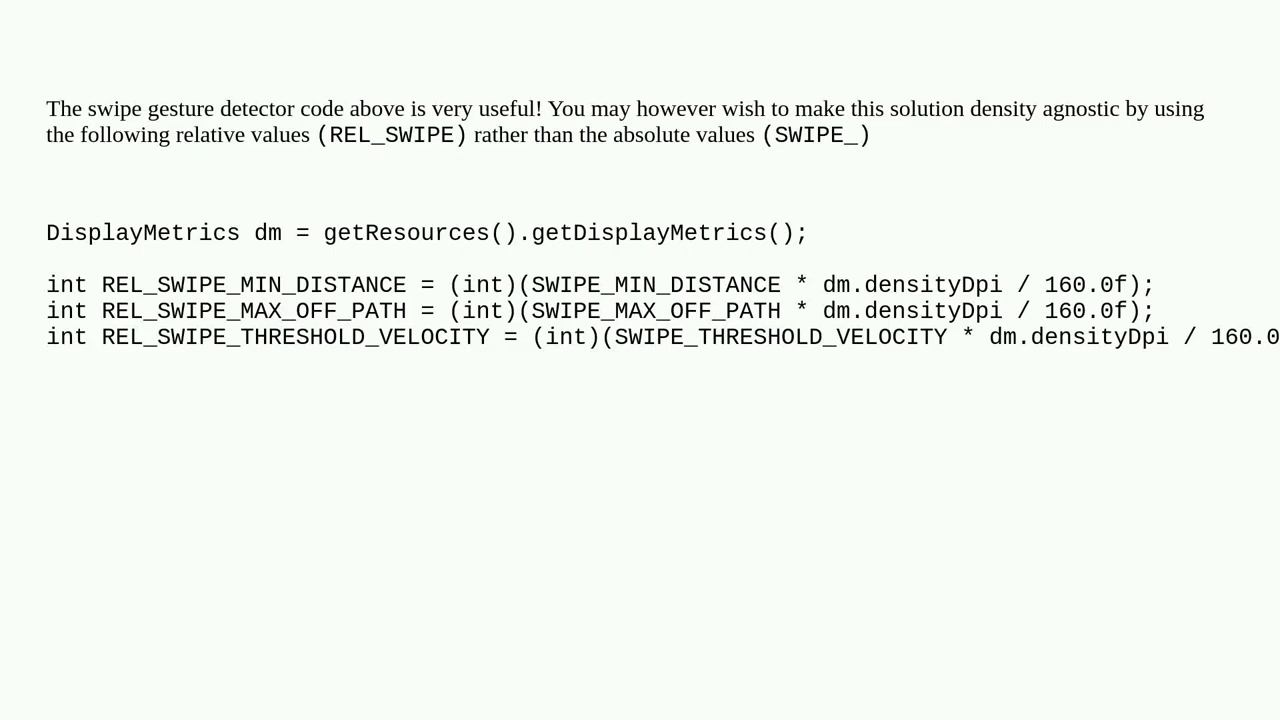 The swipe gesture detector code above is very useful! You may however wish to make this solution density agnostic by using
the following relative values (REL_SWIPE) rather than the absolute values (SWIPE_)
DisplayMetrics dm = getResources().getDisplayMetrics();
int REL_SWIPE_MIN_DISTANCE = (int)(SWIPE_MIN_DISTANCE * dm.densityDpi / 160.0f);
int REL_SWIPE_MAX_OFF_PATH = (int)(SWIPE_MAX_OFF_PATH * dm.densityDpi / 160.0f);
int REL_SWIPE_THRESHOLD_VELOCITY = (int)(SWIPE_THRESHOLD_VELOCITY * dm.densityDpi / 160.0